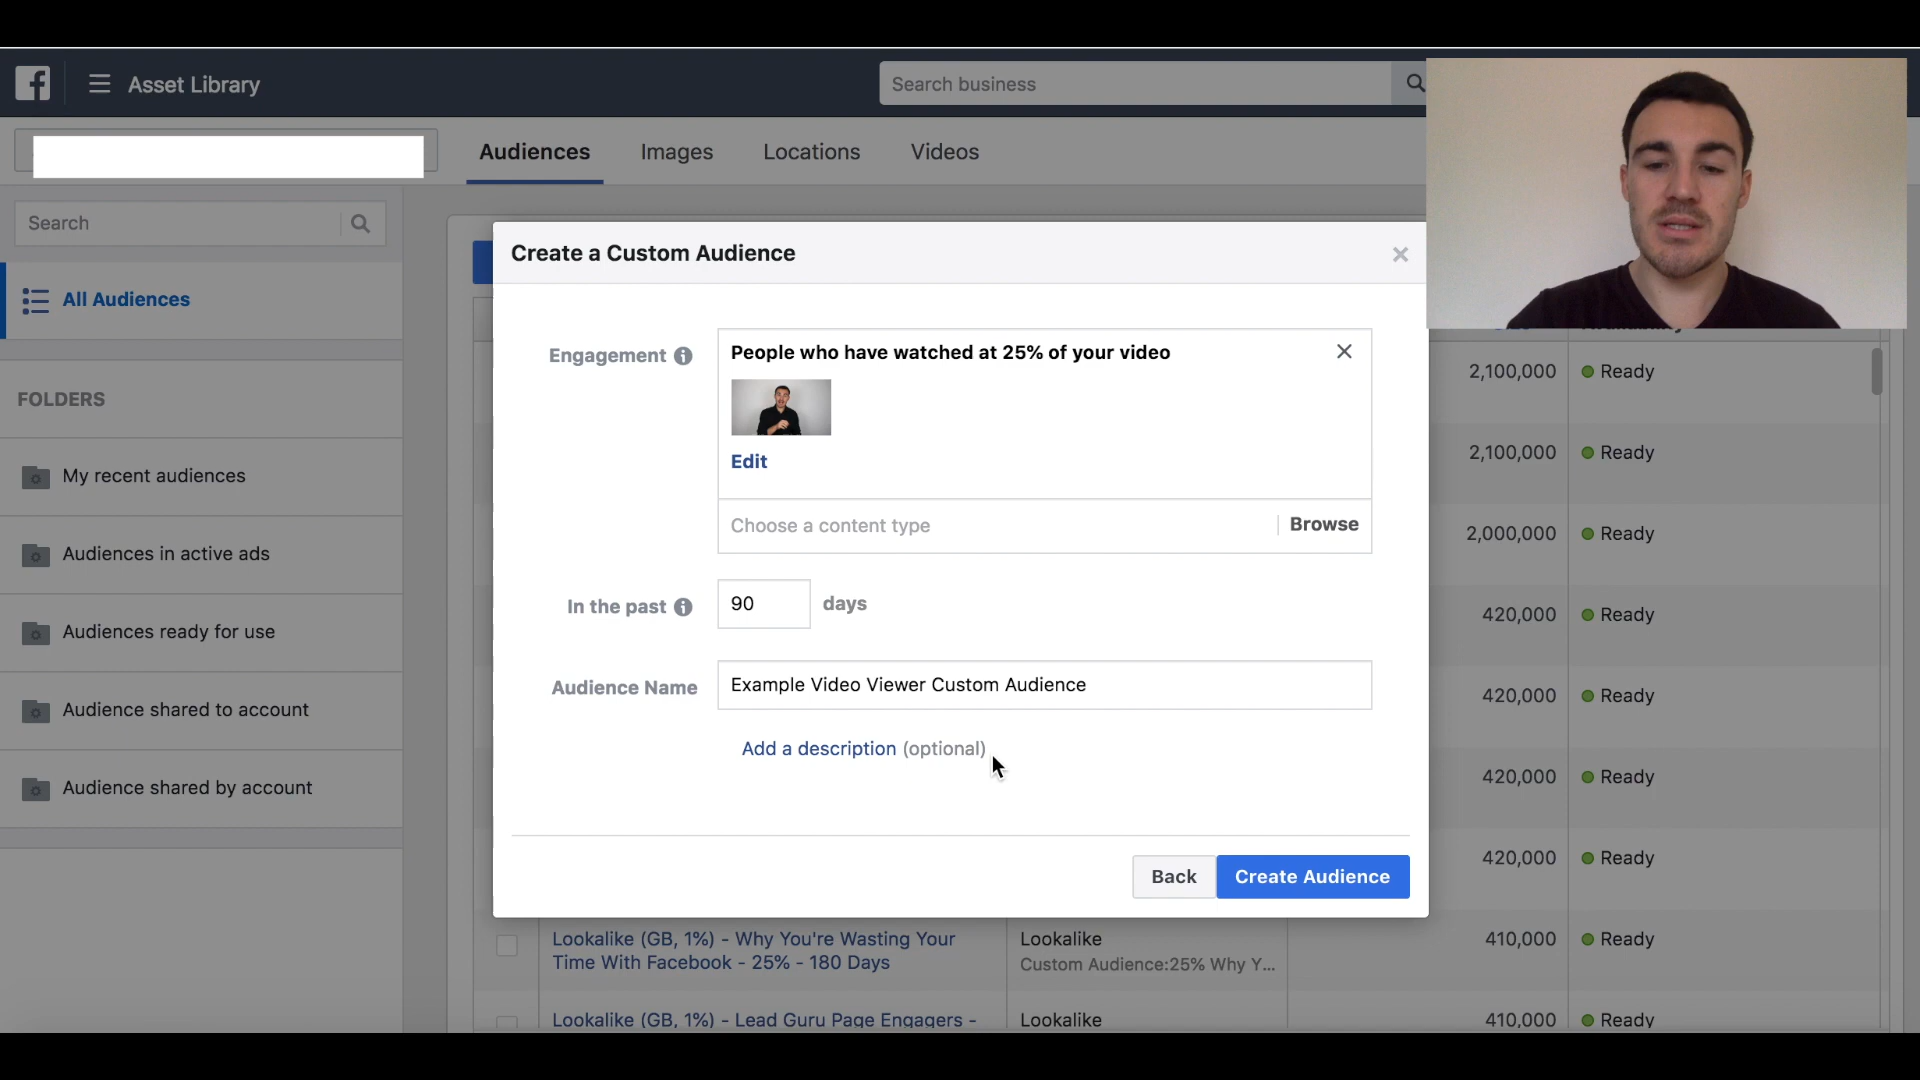 Asset Library
Search business
Audiences
Images
Locations
Videos
Search
All Audiences
FOLDERS
My recent audiences
Audiences in active ads
Audiences ready for use
Audience shared to account
Audience shared by account
Create a Custom Audience
Engagement
People who have watched at 25% of your video
Edit
Choose a content type
Browse
In the past
90
days
Audience Name
Example Video Viewer Custom Audience
Add a description (optional)
Back
Create Audience
2,100,000
Ready
2,100,000
Ready
2,000,000
Ready
420,000
Ready
420,000
Ready
420,000
Ready
420,000
Ready
Lookalike (GB, 1%) - Why You're Wasting Your
Time With Facebook - 25% - 180 Days
Lookalike
Custom Audience:25% Why Y...
410,000
Ready
Lookalike (GB, 1%) - Lead Guru Page Engagers -
Lookalike
410,000
Ready